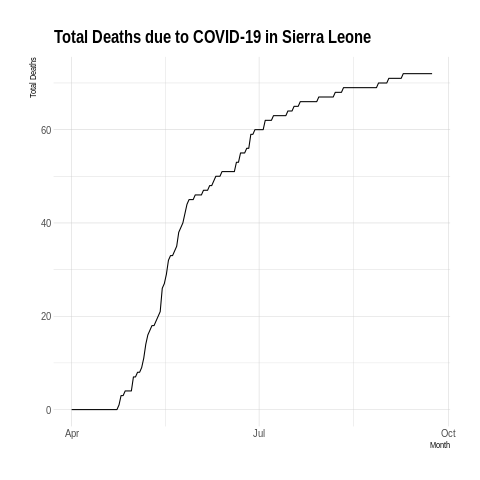 Total Deaths due to COVID-19 in Sierra Leone
Total Deaths
60
40
20
0
Apr
Jul
Oct
Month